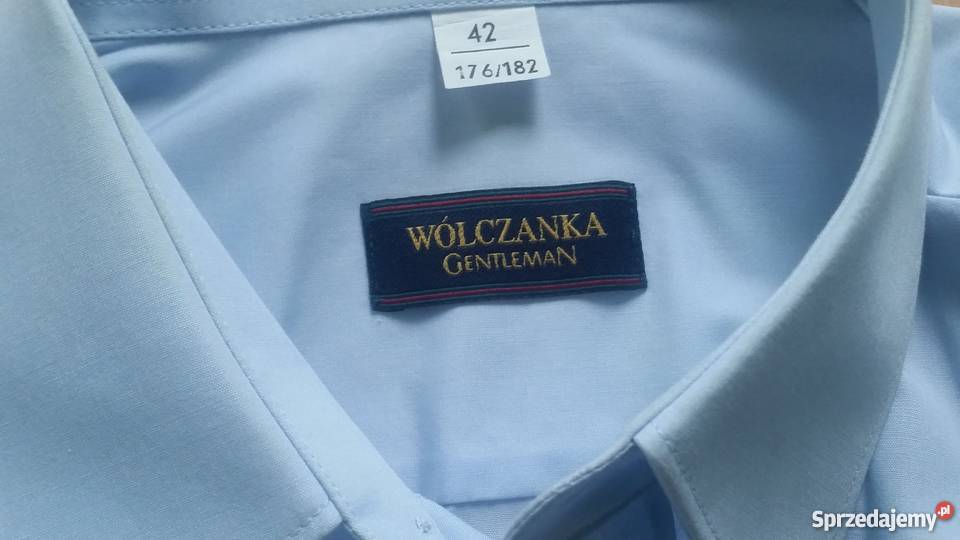 42
176/182
WÓLCZANKA
GENTLEMAN
Sprzedajemy.pl